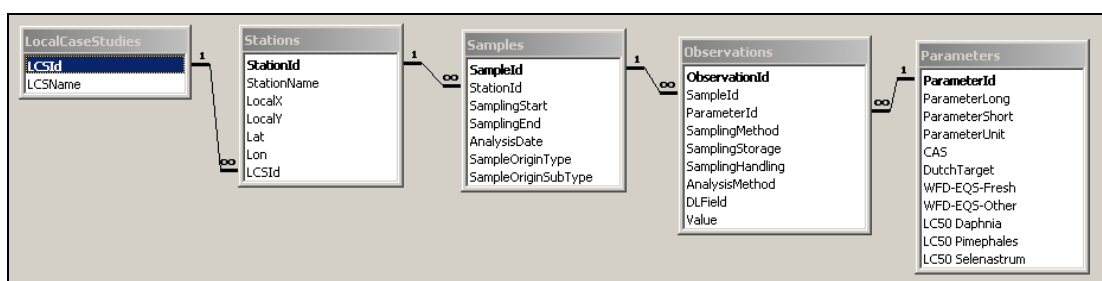 LocalCaseStudies
LCSId
LCSName
1
∞
Stations
StationId
StationName
LocalX
LocalY
Lat
Lon
LCSId
1
∞
Samples
SampleId
StationId
SamplingStart
SamplingEnd
AnalysisDate
SampleOriginType
SampleOriginSubType
1
∞
Observations
ObservationId
SampleId
ParameterId
SamplingMethod
SamplingStorage
SamplingHandling
AnalysisMethod
DLField
Value
∞
1
Parameters
ParameterId
ParameterLong
ParameterShort
ParameterUnit
CAS
DutchTarget
WFD-EQS-Fresh
WFD-EQS-Other
LC50 Daphnia
LC50 Pimephales
LC50 Selenastrum